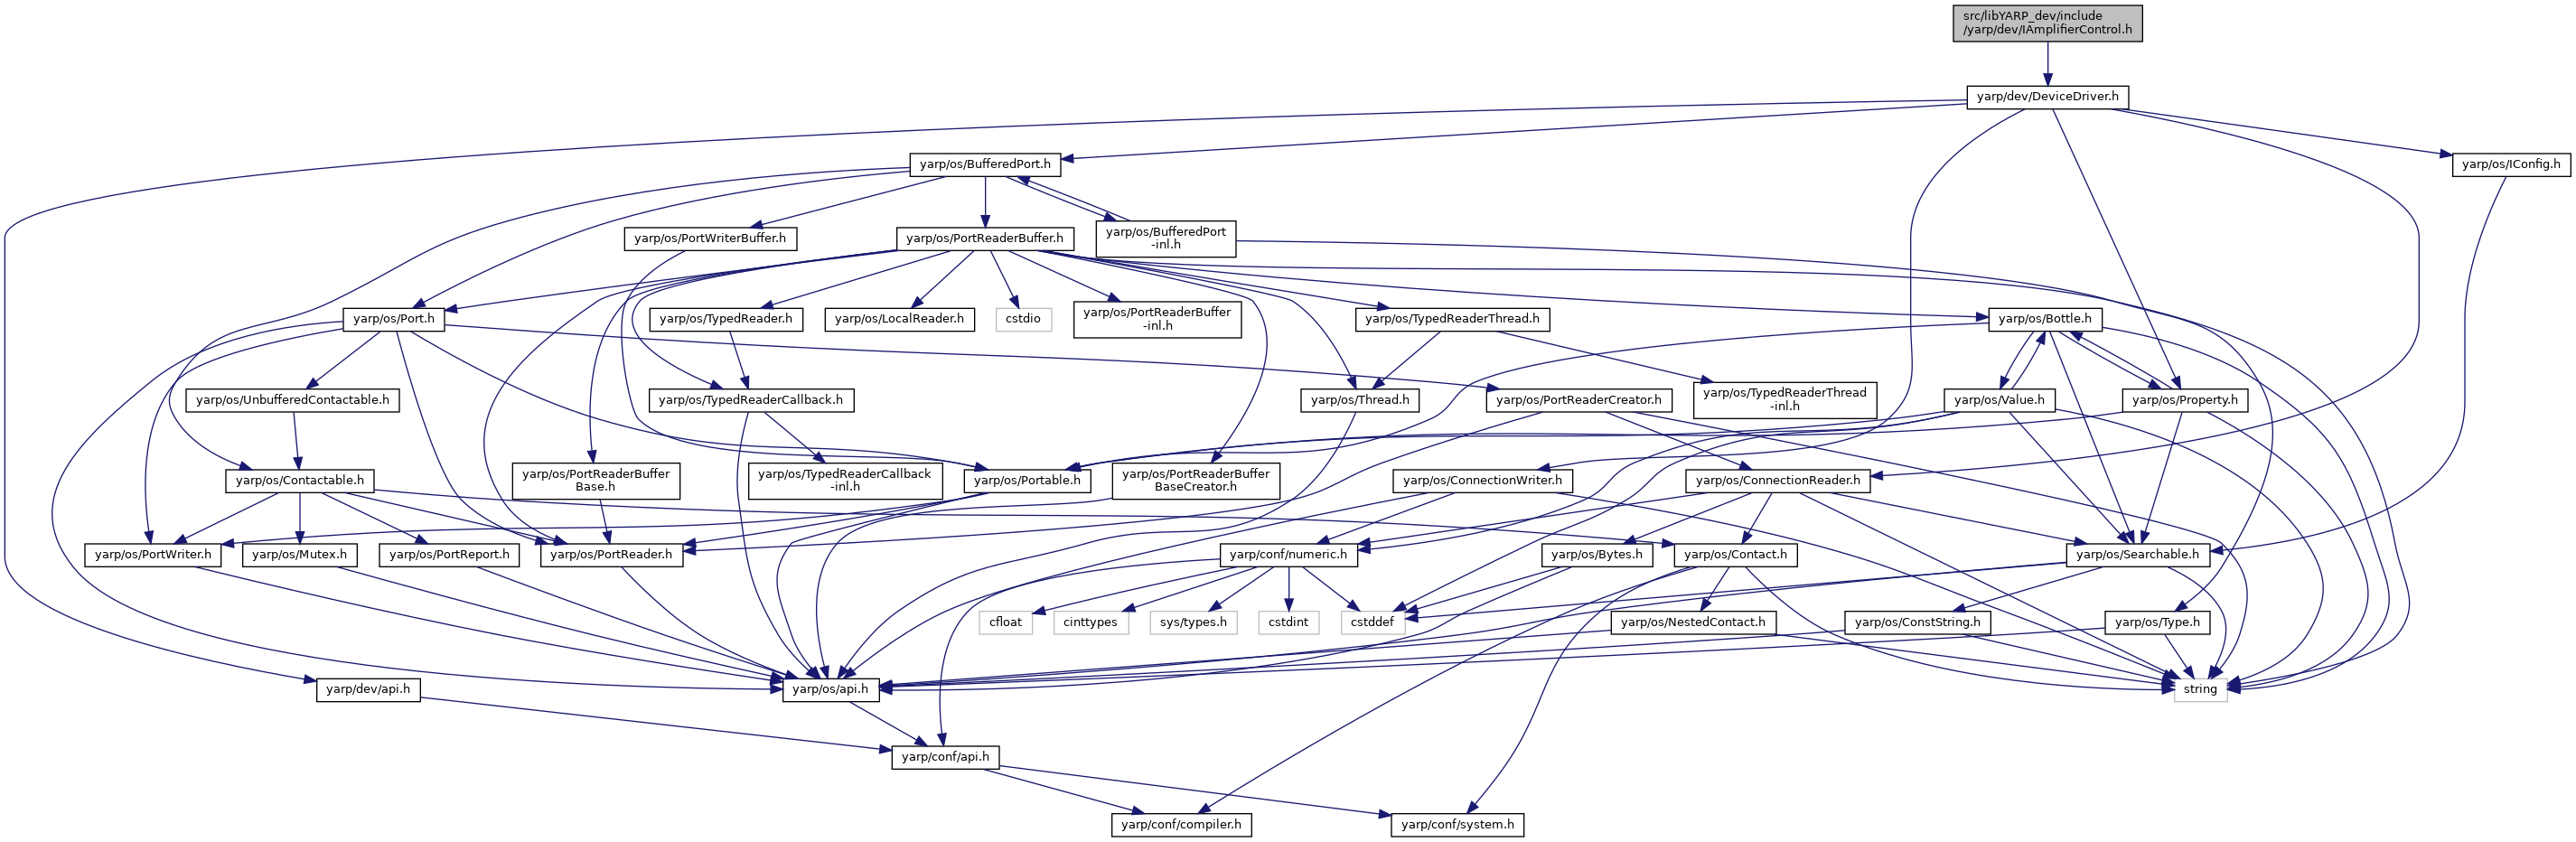 src/libYARP_dev/include
/yarp/dev/IAmplifierControl.h
yarp/dev/DeviceDriver.h
yarp/os/BufferedPort.h
yarp/os/IConfig.h
yarp/os/PortWriterBuffer.h
yarp/os/PortReaderBuffer.h
yarp/os/BufferedPort
-inl.h
yarp/os/Port.h
yarp/os/TypedReader.h
yarp/os/LocalReader.h
cstdio
yarp/os/PortReaderBuffer
-inl.h
yarp/os/TypedReaderThread.h
yarp/os/Bottle.h
yarp/os/UnbufferedContactable.h
yarp/os/TypedReaderCallback.h
yarp/os/Thread.h
yarp/os/PortReaderCreator.h
yarp/os/TypedReaderThread
-inl.h
yarp/os/Value.h
yarp/os/Property.h
yarp/os/Contactable.h
yarp/os/PortReaderBuffer
Base.h
yarp/os/TypedReaderCallback
-inl.h
yarp/os/Portable.h
yarp/os/PortReaderBuffer
BaseCreator.h
yarp/os/ConnectionWriter.h
yarp/os/ConnectionReader.h
yarp/os/PortWriter.h
yarp/os/Mutex.h
yarp/os/PortReport.h
yarp/os/PortReader.h
yarp/conf/numeric.h
yarp/os/Bytes.h
yarp/os/Contact.h
yarp/os/Searchable.h
cfloat
cinttypes
sys/types.h
cstdint
cstddef
yarp/os/NestedContact.h
yarp/os/ConstString.h
yarp/os/Type.h
yarp/dev/api.h
yarp/os/api.h
string
yarp/conf/api.h
yarp/conf/compiler.h
yarp/conf/system.h